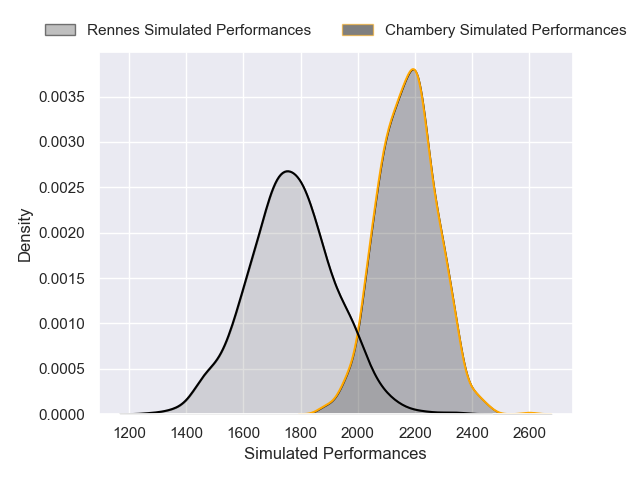 Rennes Simulated Performances
Chambery Simulated Performances
0.0035
0.0030
0.0025
0.0020
0.0015
0.0010
0.0005
0.0000
Density
1200 1400 1600 1800 2000 2200 2400 2600
Simulated Performances